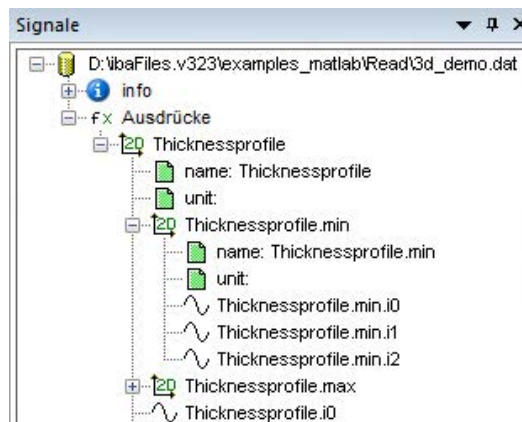 Signale
D:\ibaFiles.v323\examples_matlab\Read\3d_demo.dat
info
fx Ausdrücke
2D Thicknessprofile
name: Thicknessprofile
unit:
2D Thicknessprofile.min
name: Thicknessprofile.min
unit:
Thicknessprofile.min.i0
Thicknessprofile.min.i1
Thicknessprofile.min.i2
2D Thicknessprofile.max
Thicknessprofile.i0